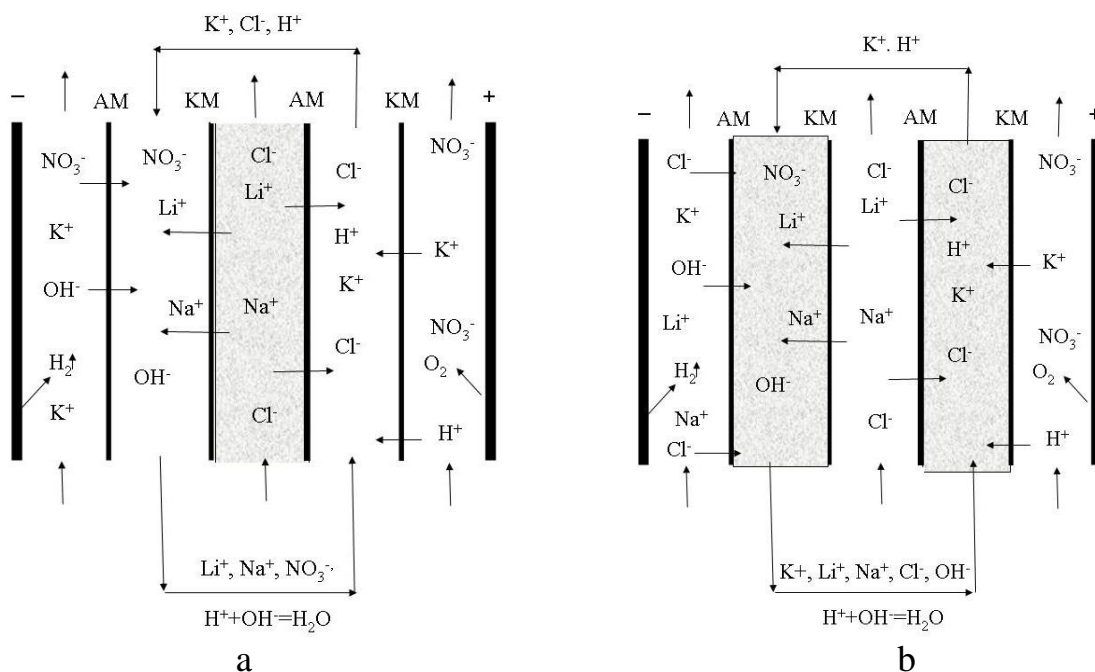 K⁺, Cl⁻, H⁺
– AM KM AM KM +
NO₃⁻
K⁺
OH⁻
H₂
K⁺
NO₃⁻
Li⁺
Na⁺
OH⁻
Cl⁻
Li⁺
Na⁺
Cl⁻
Cl⁻
H⁺
K⁺
Cl⁻
NO₃⁻
K⁺
NO₃⁻
O₂
H⁺
Li⁺, Na⁺, NO₃⁻,
H⁺+OH⁻=H₂O
a
K⁺. H⁺
– AM KM AM KM +
Cl⁻
K⁺
OH⁻
Li⁺
H₂
Na⁺
Cl⁻
NO₃⁻
Li⁺
Na⁺
OH⁻
Cl⁻
Li⁺
Na⁺
Cl⁻
Cl⁻
H⁺
K⁺
Cl⁻
NO₃⁻
K⁺
NO₃⁻
O₂
H⁺
K+, Li⁺, Na⁺, Cl⁻, OH⁻
H⁺+OH⁻=H₂O
b